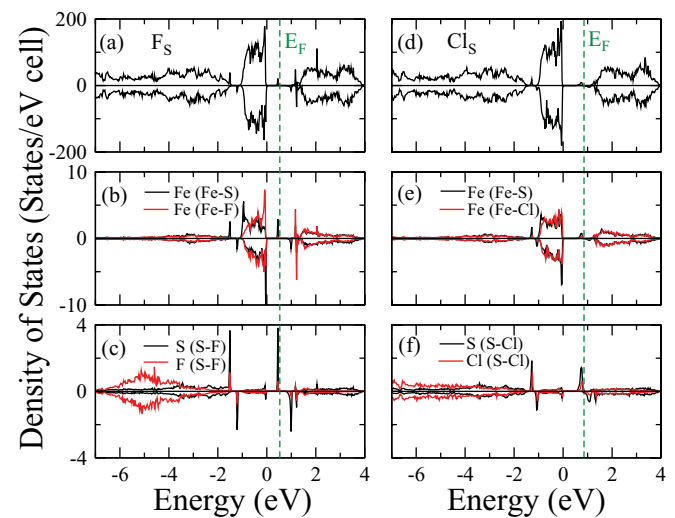 Density of States (States/eV cell)
200
100
0
-100
-200
(a) F_S E_F
(d) Cl_S E_F
10
0
-10
(b) Fe (Fe-S)
Fe (Fe-F)
(e) Fe (Fe-S)
Fe (Fe-Cl)
4
0
-4
(c) S (S-F)
F (S-F)
(f) S (S-Cl)
Cl (S-Cl)
-6 -4 -2 0 2 4
-6 -4 -2 0 2 4
Energy (eV)
Energy (eV)